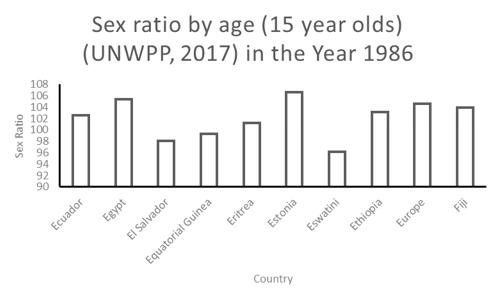 Sex ratio by age (15 year olds)
(UNWPP, 2017) in the Year 1986
108
106
104
102
100
98
96
94
92
90
Sex Ratio
Ecuador
Egypt
El Salvador
Equatorial Guinea
Eritrea
Estonia
Eswatini
Ethiopia
Europe
Fiji
Country